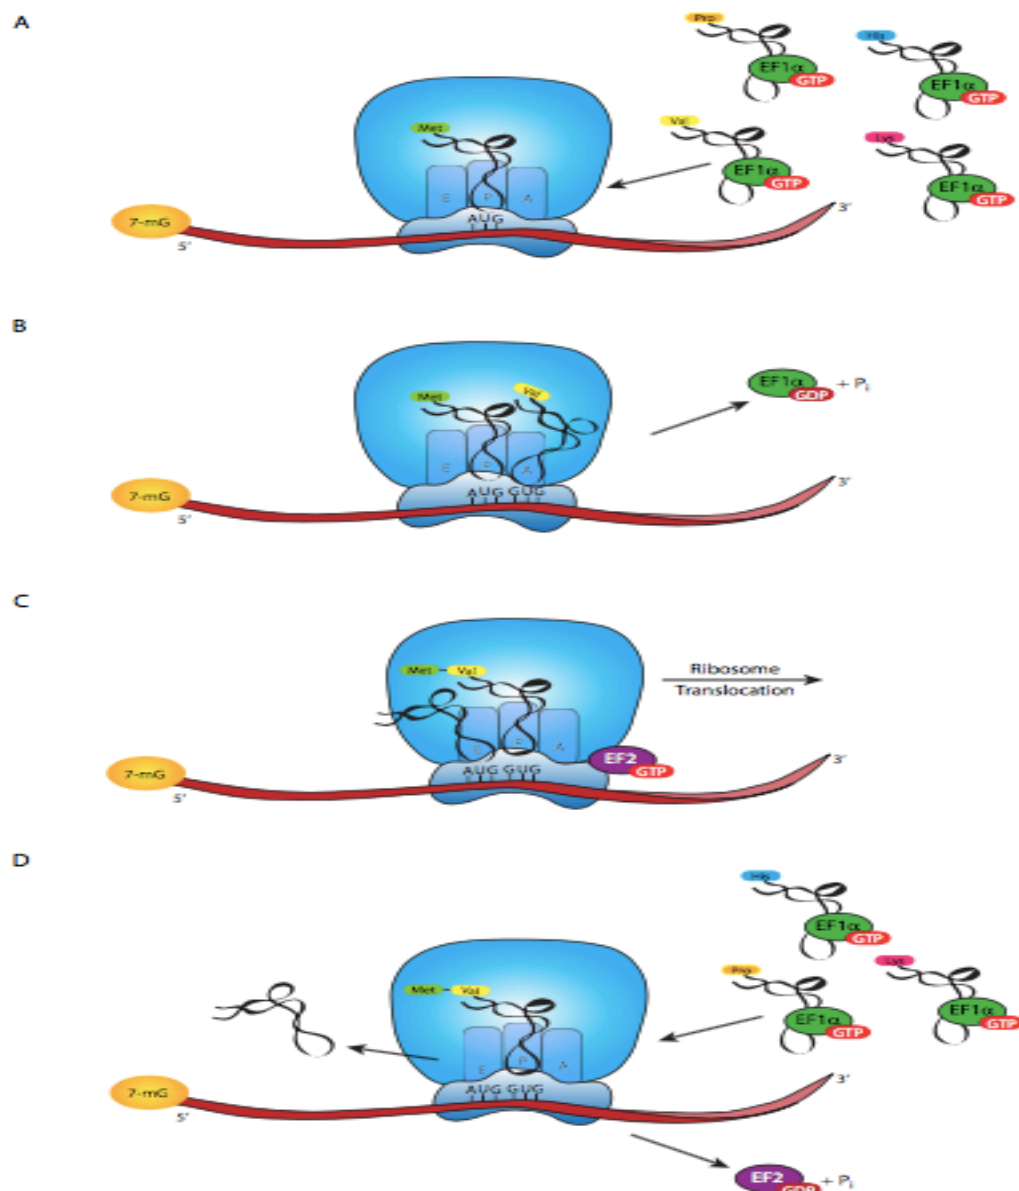 A
Pro
EF1α
GTP
His
EF1α
GTP
Val
EF1α
GTP
Lys
EF1α
GTP
Met
E
P
A
AUG
7-mG
5'
3'
B
Met
Val
E
P
A
AUG GUG
7-mG
5'
3'
EF1α
GDP
+ Pi
C
Met
Val
E
P
A
AUG GUG
EF2
GTP
7-mG
5'
3'
Ribosome
Translocation
D
His
EF1α
GTP
Pro
EF1α
GTP
Lys
EF1α
GTP
Met
Val
E
P
A
AUG GUG
7-mG
5'
3'
EF2
GDP
+ Pi